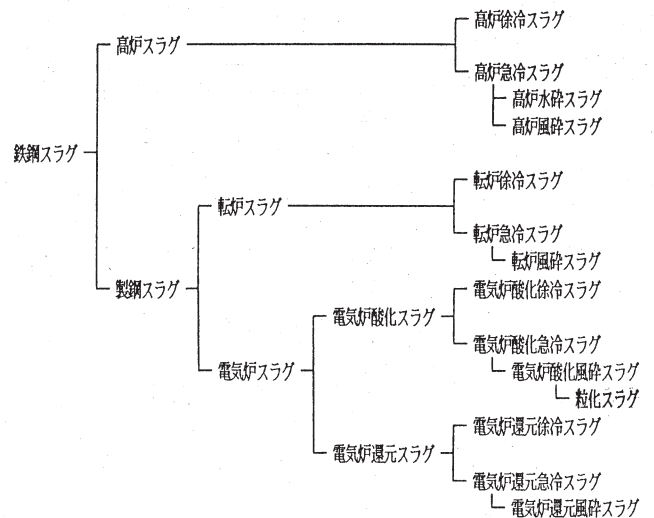 高炉徐冷スラグ
高炉スラグ
高炉急冷スラグ
高炉水砕スラグ
高炉風砕スラグ
鉄鋼スラグ
転炉徐冷スラグ
転炉スラグ
転炉急冷スラグ
転炉風砕スラグ
製鋼スラグ
電気炉酸化徐冷スラグ
電気炉酸化スラグ
電気炉酸化急冷スラグ
電気炉スラグ
電気炉酸化風砕スラグ
粒化スラグ
電気炉還元徐冷スラグ
電気炉還元スラグ
電気炉還元急冷スラグ
電気炉還元風砕スラグ